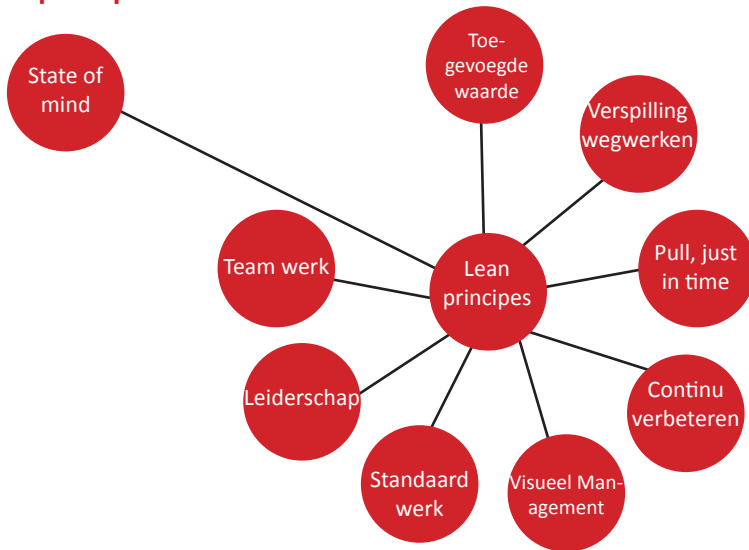 State of
mind
Toe-
gevoegde
waarde
Verspilling
wegwerken
Team werk
Lean
principes
Pull, just
in time
Leiderschap
Continu
verbeteren
Standaard
werk
Visueel Man-
agement